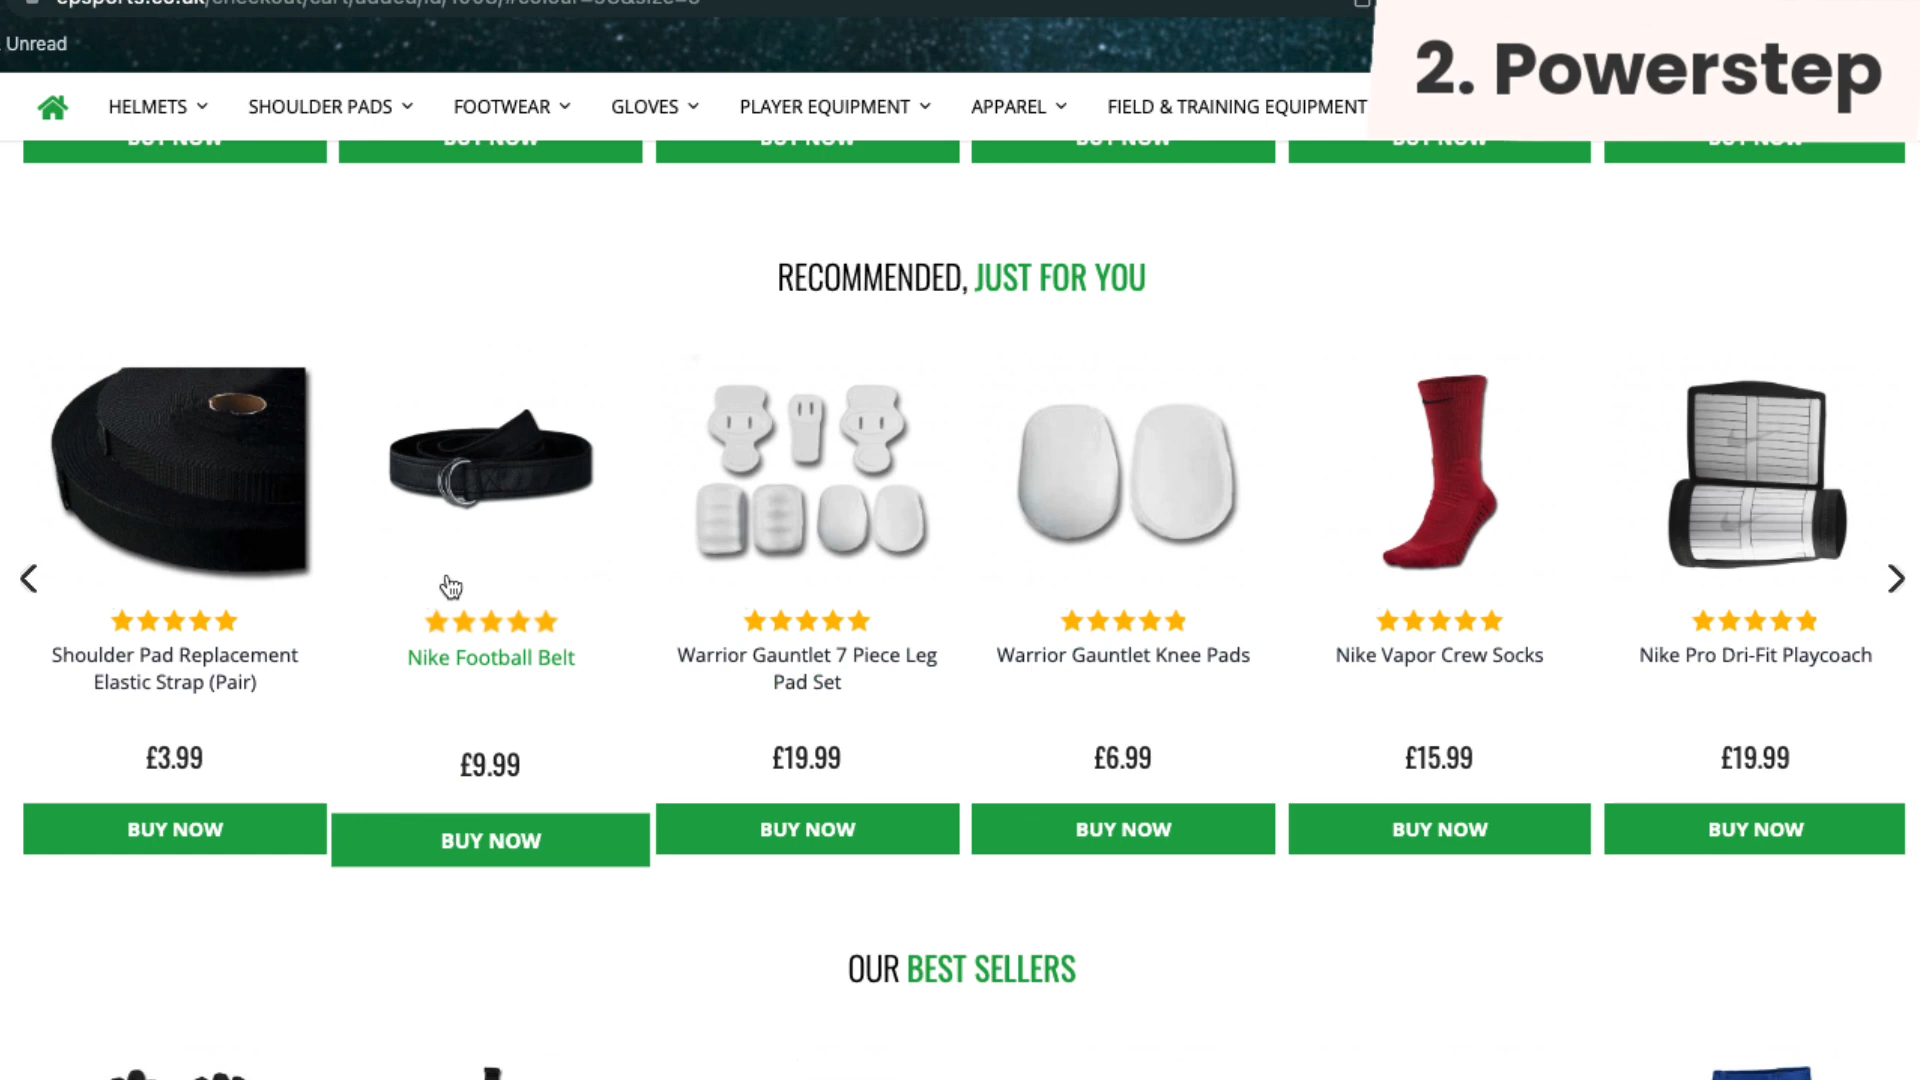 Unread
2. Powerstep
HELMETS
SHOULDER PADS
FOOTWEAR
GLOVES
PLAYER EQUIPMENT
APPAREL
FIELD & TRAINING EQUIPMENT
BUY NOW
BUY NOW
BUY NOW
BUY NOW
BUY NOW
BUY NOW
RECOMMENDED, JUST FOR YOU
Shoulder Pad Replacement
Elastic Strap (Pair)
£3.99
BUY NOW
Nike Football Belt
£9.99
BUY NOW
Warrior Gauntlet 7 Piece Leg
Pad Set
£19.99
BUY NOW
Warrior Gauntlet Knee Pads
£6.99
BUY NOW
Nike Vapor Crew Socks
£15.99
BUY NOW
Nike Pro Dri-Fit Playcoach
£19.99
BUY NOW
OUR BEST SELLERS